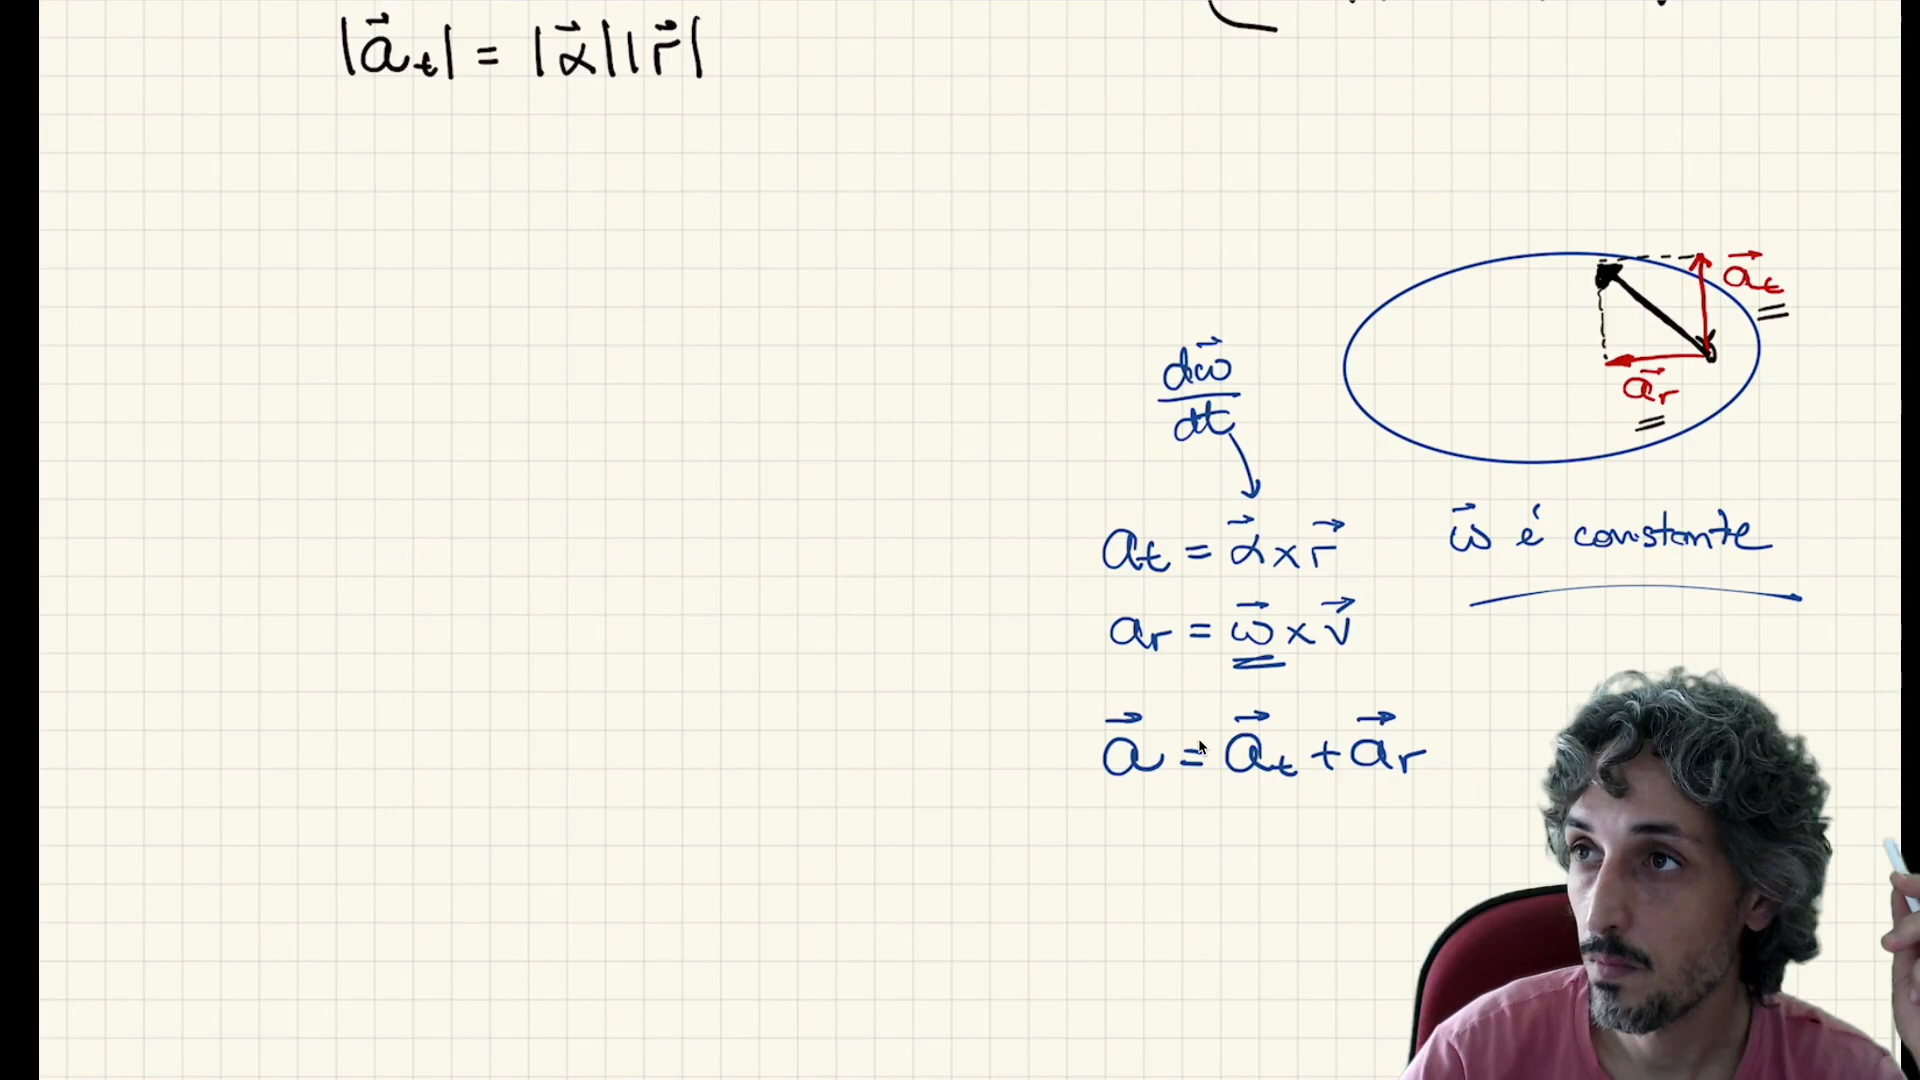 |a⃗ₜ| = |α⃗||r⃗|
a⃗ₜ
a⃗ᵣ
dω⃗/dt
aₜ = α⃗ × r⃗
ω⃗ é constante
aᵣ = ω⃗ × v⃗
a⃗ = a⃗ₜ + a⃗ᵣ